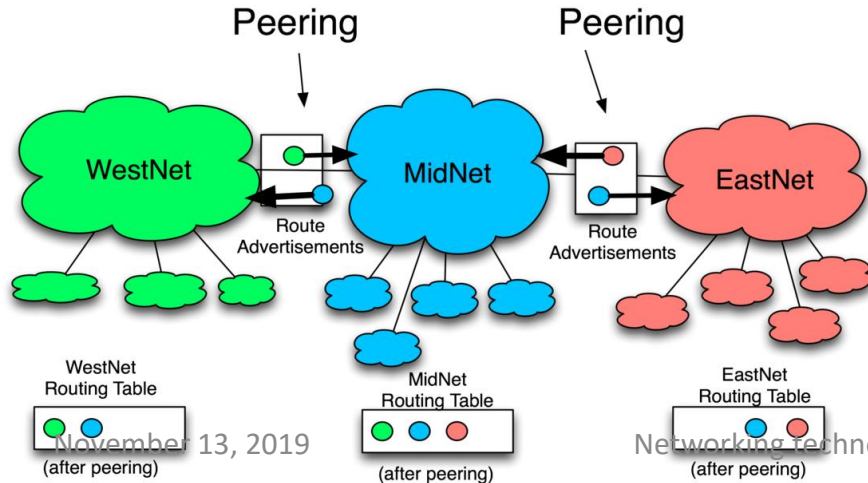 Peering
Peering
WestNet
MidNet
EastNet
Route
Advertisements
Route
Advertisements
WestNet
Routing Table
(after peering)
MidNet
Routing Table
(after peering)
EastNet
Routing Table
(after peering)
November 13, 2019
Networking